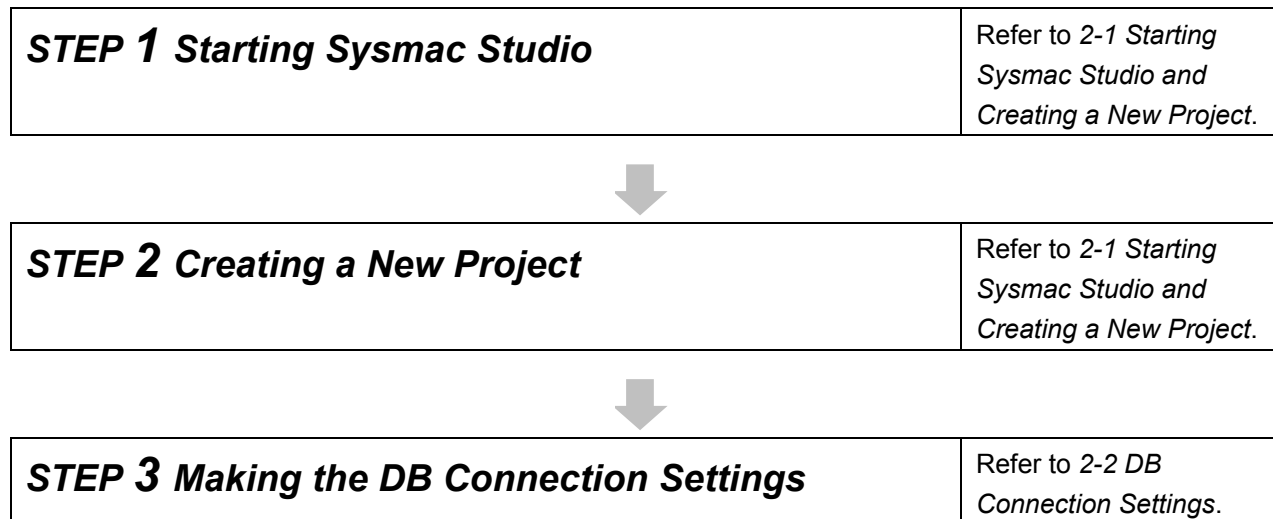 STEP 1 Starting Sysmac Studio
Refer to 2-1 Starting
Sysmac Studio and
Creating a New Project.
STEP 2 Creating a New Project
Refer to 2-1 Starting
Sysmac Studio and
Creating a New Project.
STEP 3 Making the DB Connection Settings
Refer to 2-2 DB
Connection Settings.